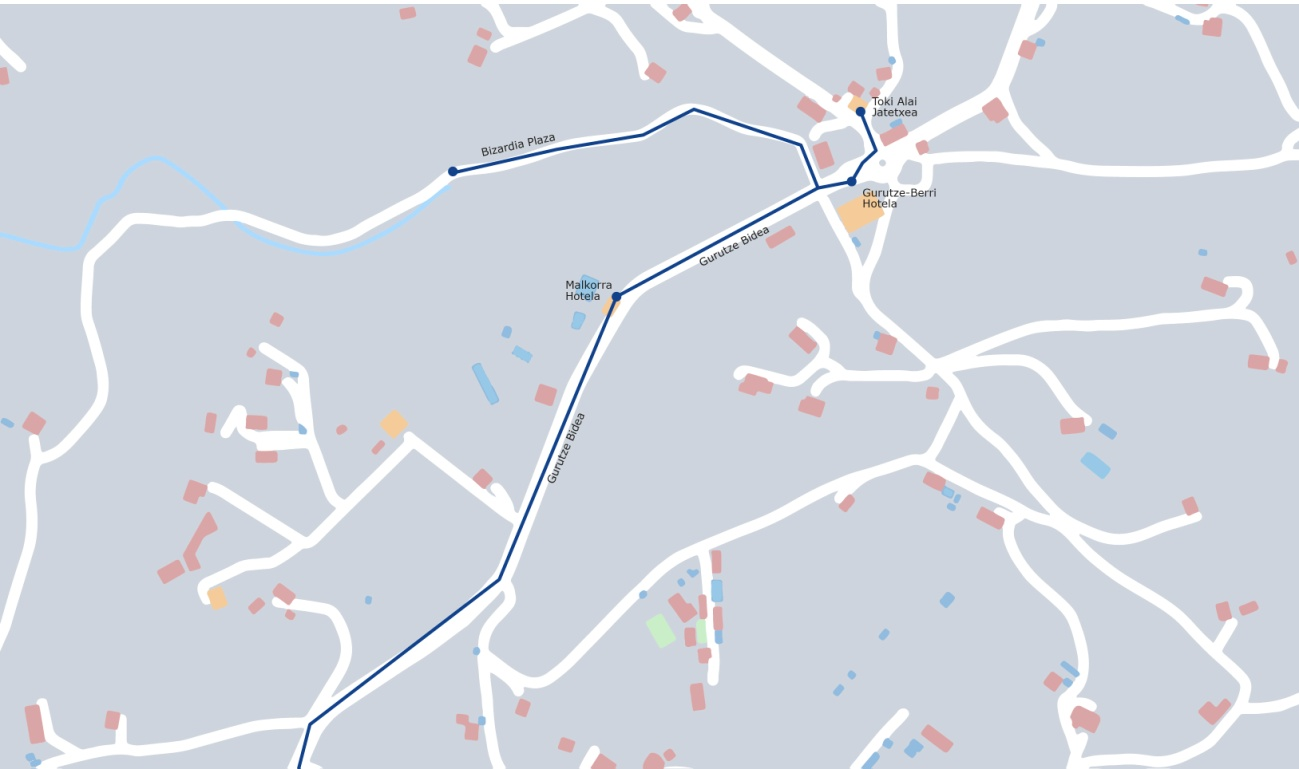 Toki Alai
Jatetxea
Bizardia Plaza
Gurutze-Berri
Hotela
Gurutze Bidea
Malkorra
Hotela
Gurutze Bidea